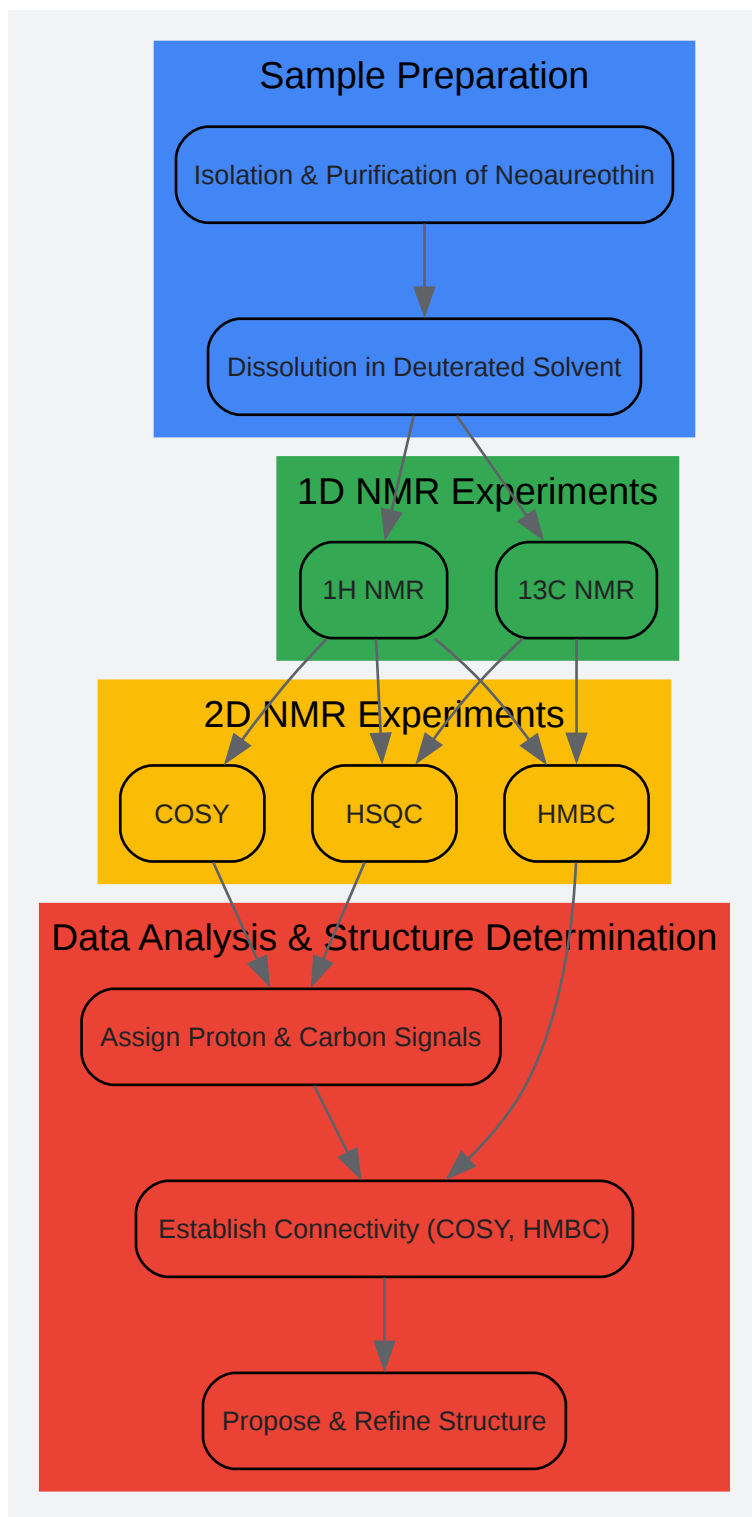 Sample Preparation
Isolation & Purification of Neoaureothin
Dissolution in Deuterated Solvent
1D NMR Experiments
1H NMR
13C NMR
2D NMR Experiments
COSY
HSQC
HMBC
Data Analysis & Structure Determination
Assign Proton & Carbon Signals
Establish Connectivity (COSY, HMBC)
Propose & Refine Structure